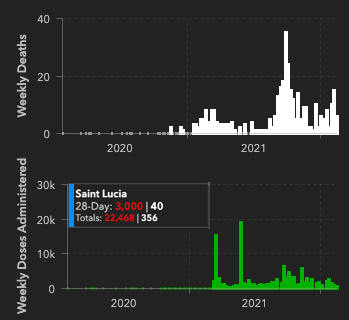 Weekly Deaths
40
20
0
2020
2021
Weekly Doses Administered
30k
20k
10k
0
Saint Lucia
28-Day: 3,000 | 40
Totals: 22,468 | 356
2020
2021